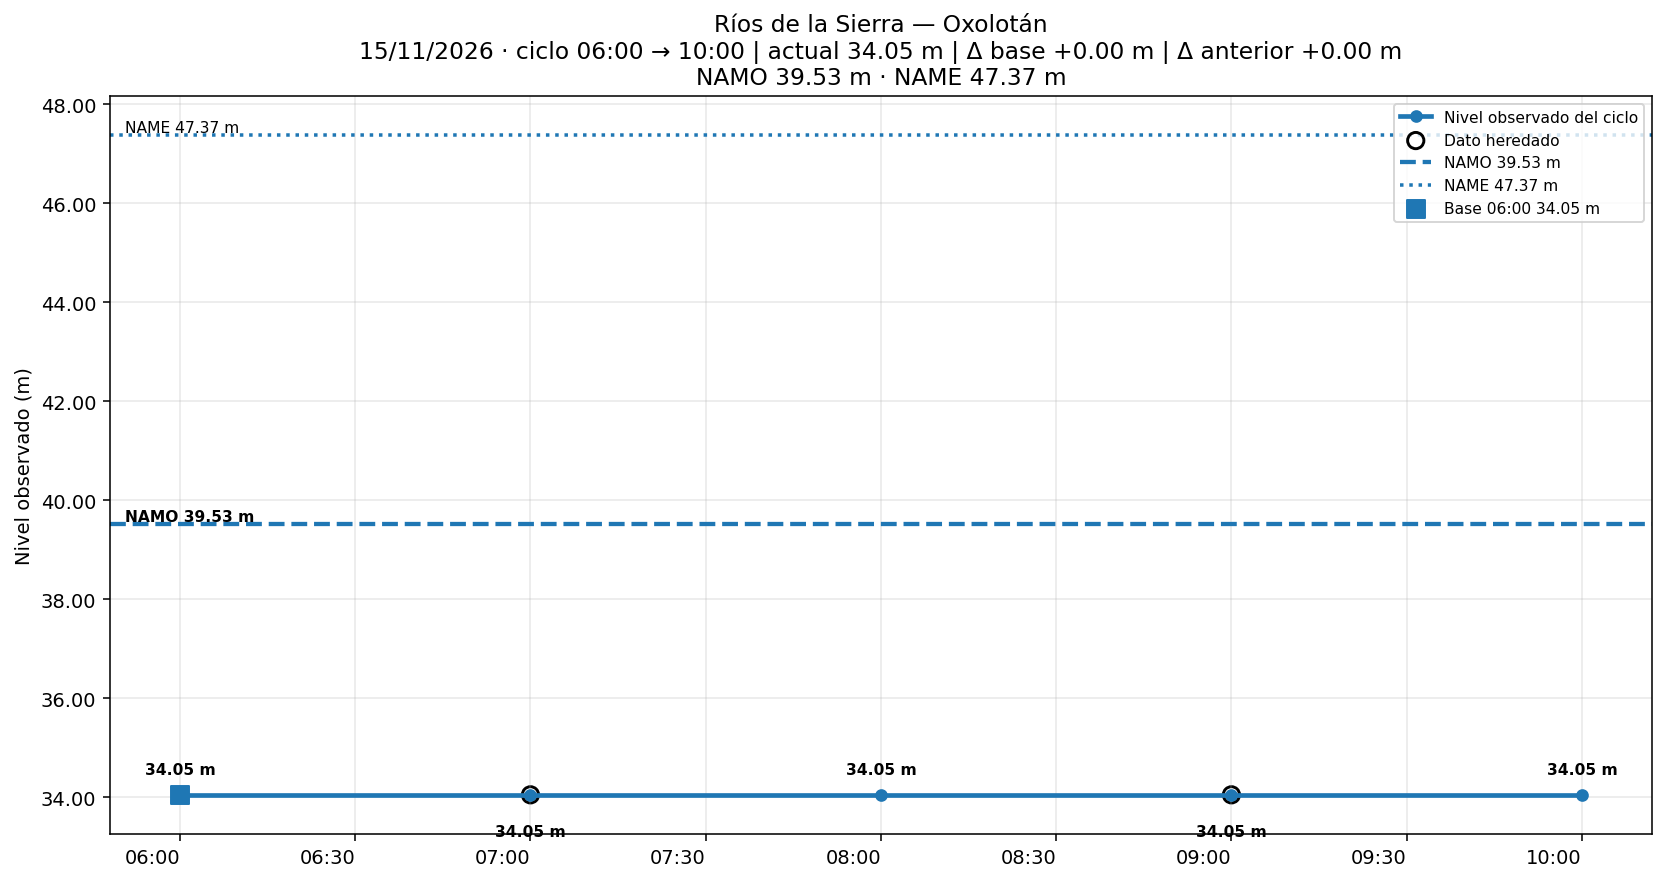 Ríos de la Sierra — Oxolotán
15/11/2026 · ciclo 06:00 → 10:00 | actual 34.05 m | Δ base +0.00 m | Δ anterior +0.00 m
NAMO 39.53 m · NAME 47.37 m
Nivel observado (m)
48.00
46.00
44.00
42.00
40.00
38.00
36.00
34.00
NAME 47.37 m
NAMO 39.53 m
Nivel observado del ciclo
Dato heredado
NAMO 39.53 m
NAME 47.37 m
Base 06:00 34.05 m
34.05 m
34.05 m
34.05 m
34.05 m
34.05 m
06:00
06:30
07:00
07:30
08:00
08:30
09:00
09:30
10:00